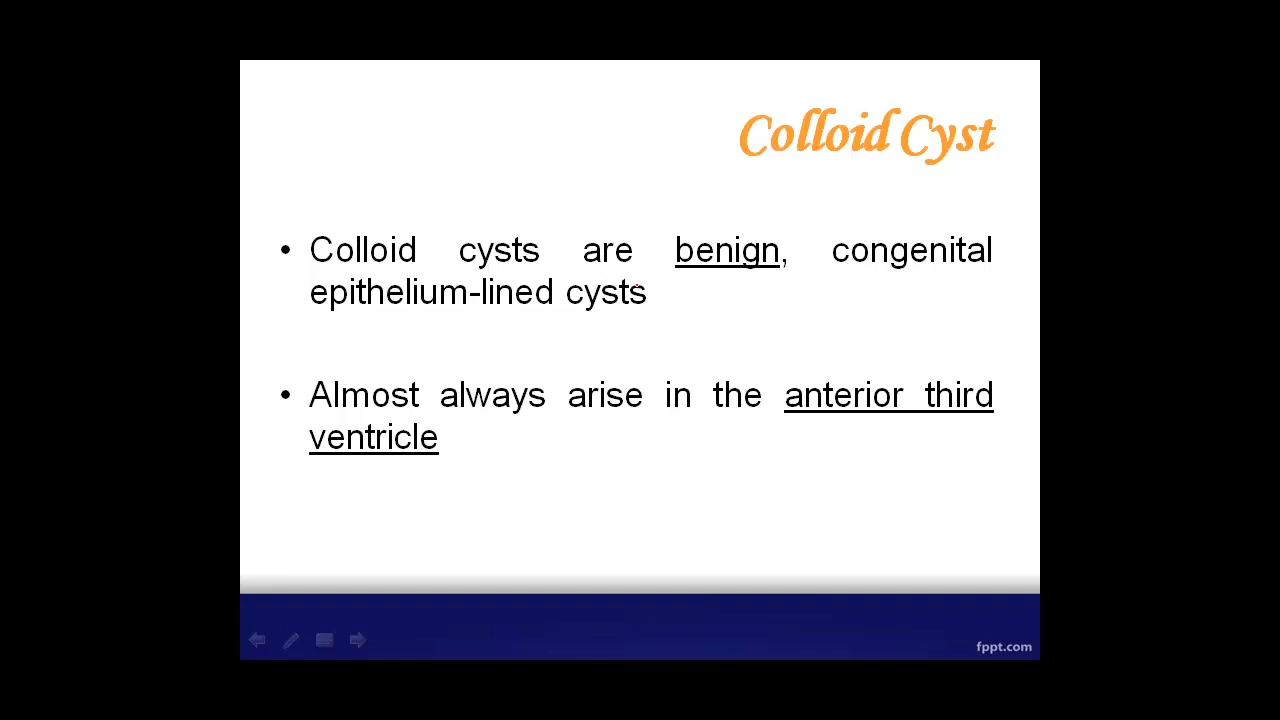 Colloid Cyst
• Colloid cysts are benign, congenital
epithelium-lined cysts
• Almost always arise in the anterior third
ventricle
fppt.com